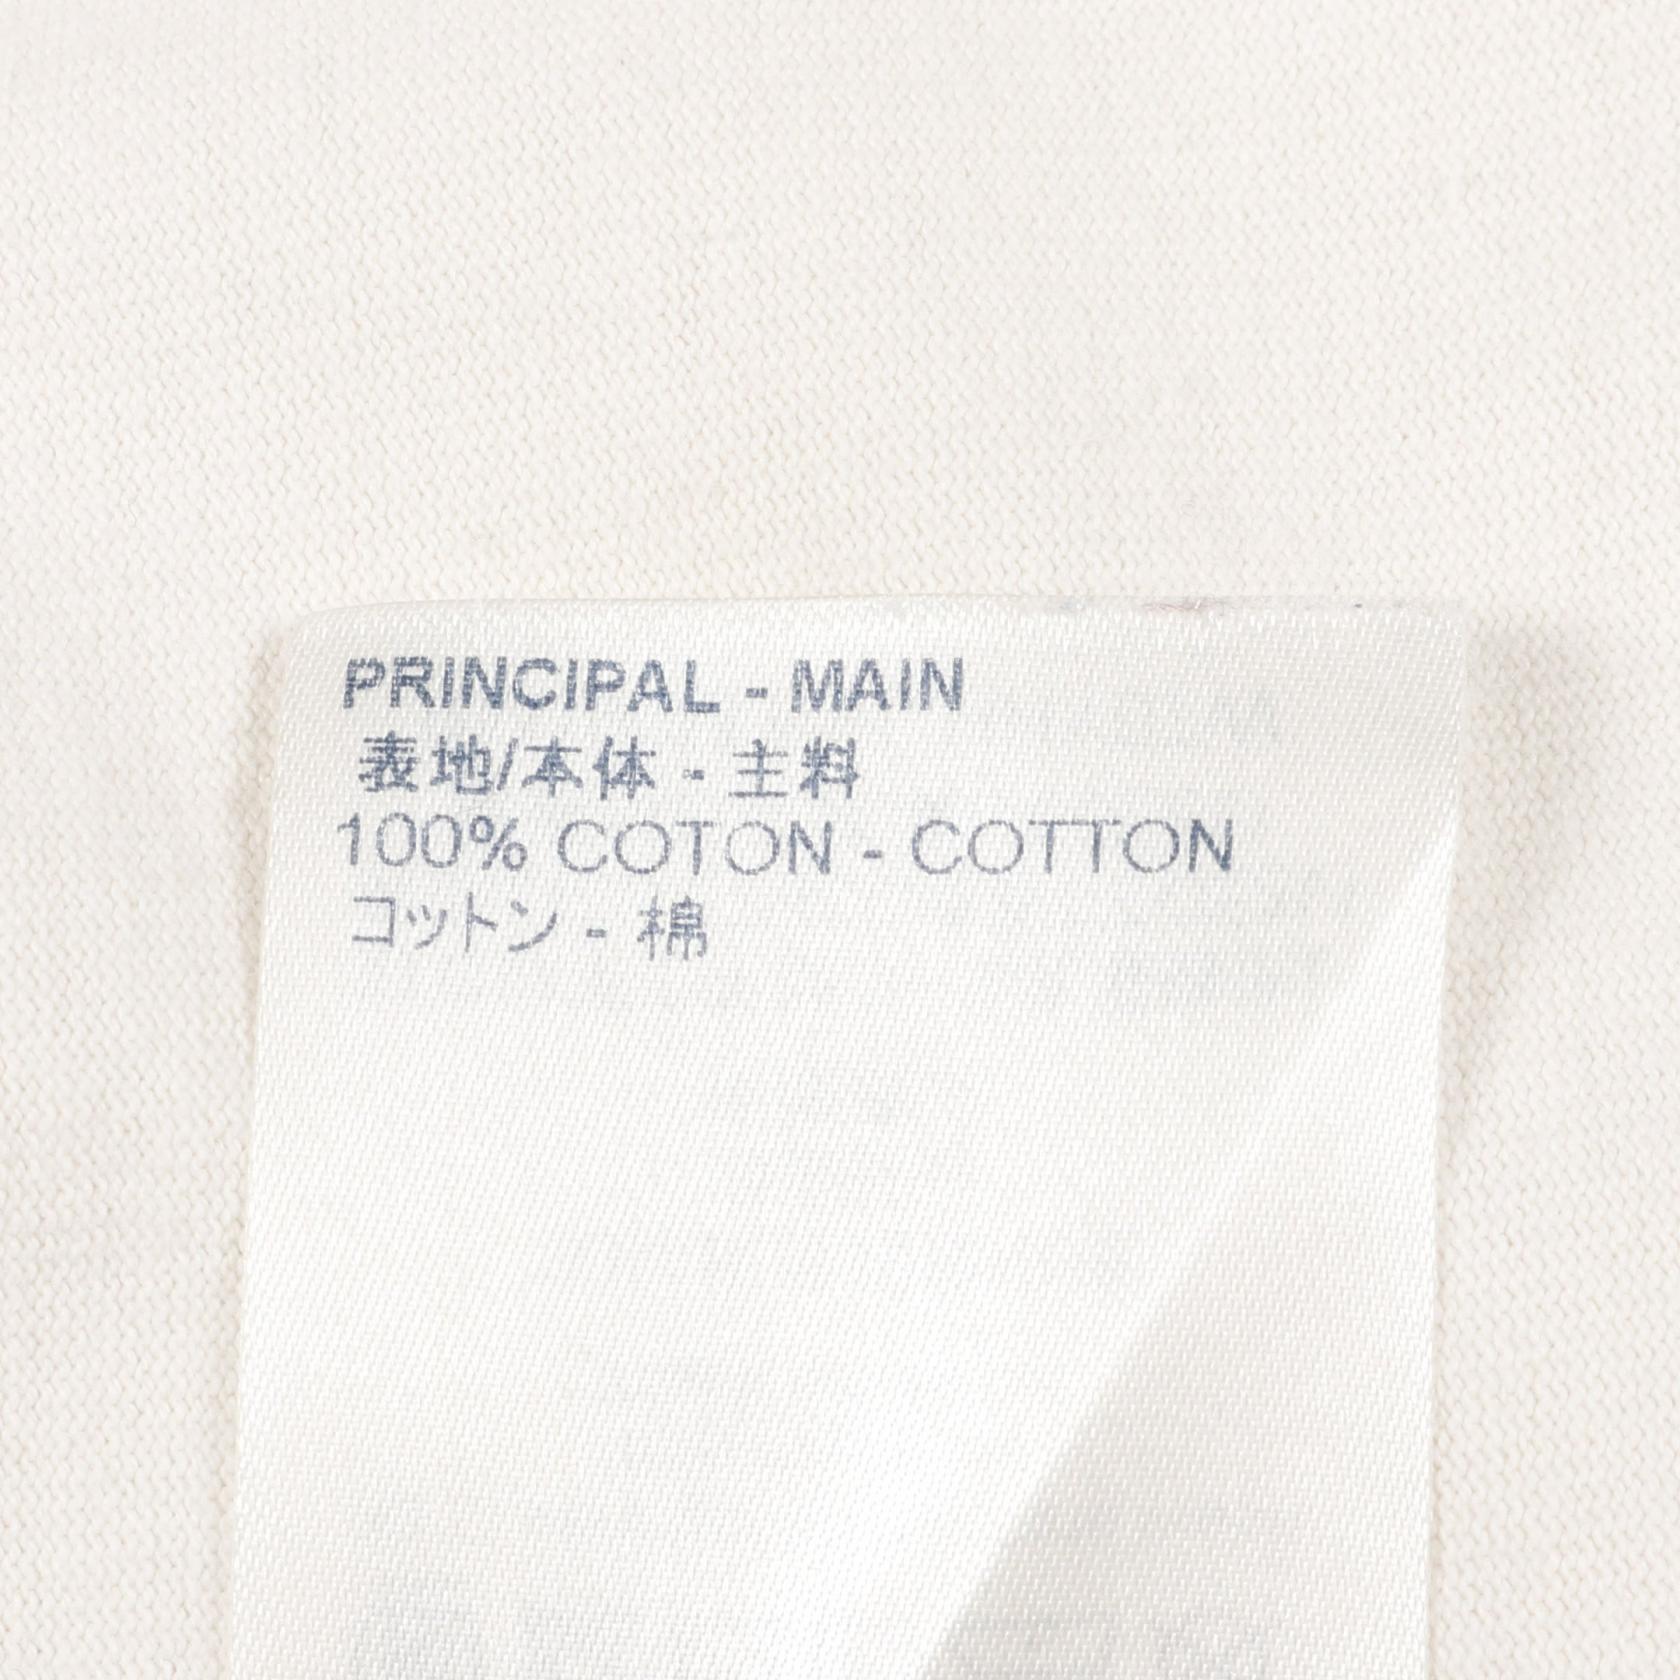 PRINCIPAL - MAIN
表地/本体 - 主料
100% COTON - COTTON
コットン - 棉